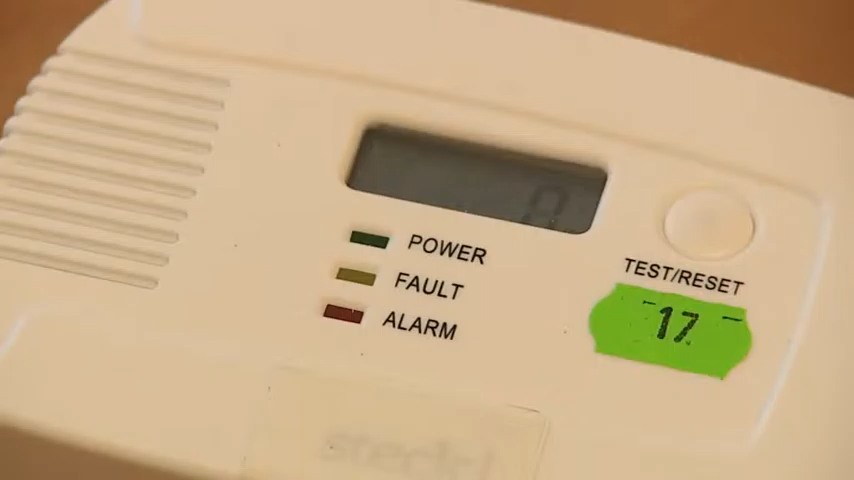 POWER
FAULT
ALARM
TEST/RESET
17